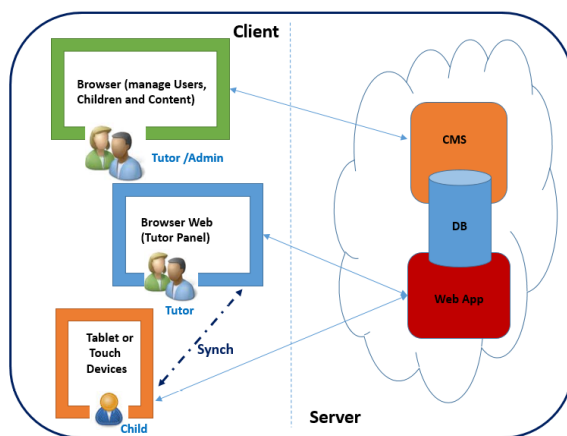 Client
Browser (manage Users,
Children and Content)
Tutor /Admin
CMS
Browser Web
(Tutor Panel)
Tutor
DB
Web App
Tablet or
Touch
Devices
Synch
Child
Server